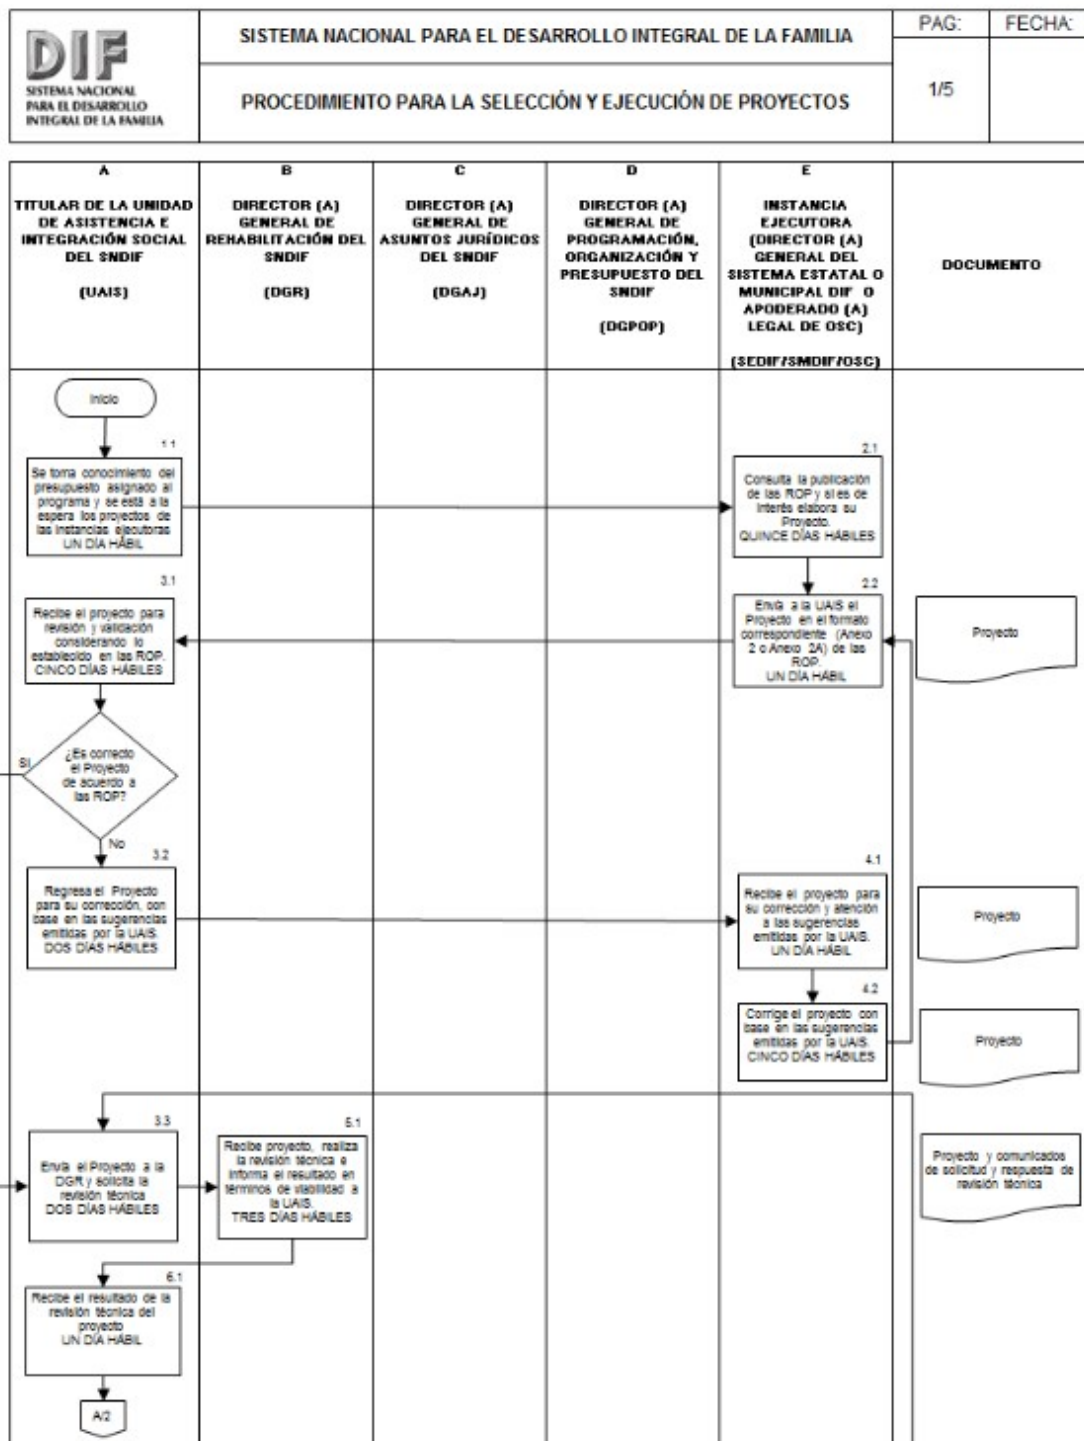 DIF
SISTEMA NACIONAL
PARA EL DESARROLLO
INTEGRAL DE LA FAMILIA
SISTEMA NACIONAL PARA EL DESARROLLO INTEGRAL DE LA FAMILIA
PROCEDIMIENTO PARA LA SELECCIÓN Y EJECUCIÓN DE PROYECTOS
PAG:
FECHA:
1/5
A
TITULAR DE LA UNIDAD
DE ASISTENCIA E
INTEGRACIÓN SOCIAL
DEL SNDIF
(UAIS)
B
DIRECTOR (A)
GENERAL DE
REHABILITACIÓN DEL
SNDIF
(DGR)
C
DIRECTOR (A)
GENERAL DE
ASUNTOS JURÍDICOS
DEL SNDIF
(DGAJ)
D
DIRECTOR (A)
GENERAL DE
PROGRAMACIÓN,
ORGANIZACIÓN Y
PRESUPUESTO DEL
SNDIF
(DGPOP)
E
INSTANCIA
EJECUTORA
(DIRECTOR (A)
GENERAL DEL
SISTEMA ESTATAL O
MUNICIPAL DIF O
APODERADO (A)
LEGAL DE OSC)
(SEDIF/SMDIF/OSC)
DOCUMENTO
Inicio
1.1
Se toma conocimiento del
presupuesto asignado al
programa y se está a la
espera los proyectos de
las instancias ejecutoras
UN DÍA HÁBIL
2.1
Consulta la publicación
de las ROP y si es de
interés elabora su
Proyecto.
QUINCE DÍAS HÁBILES
3.1
Recibe el proyecto para
revisión y validación
considerando lo
establecido en las ROP.
CINCO DÍAS HÁBILES
2.2
Envía a la UAIS el
Proyecto en el formato
correspondiente (Anexo
2 o Anexo 2A) de las
ROP.
UN DÍA HÁBIL
Proyecto
Si
¿Es correcto
el Proyecto
de acuerdo a
las ROP?
No
3.2
Regresa el Proyecto
para su corrección, con
base en las sugerencias
emitidas por la UAIS.
DOS DÍAS HÁBILES
4.1
Recibe el proyecto para
su corrección y atención
a las sugerencias
emitidas por la UAIS.
UN DÍA HÁBIL
Proyecto
4.2
Corrige el proyecto con
base en las sugerencias
emitidas por la UAIS.
CINCO DÍAS HÁBILES
Proyecto
3.3
Envía el Proyecto a la
DGR y solicita la
revisión técnica
DOS DÍAS HÁBILES
5.1
Recibe proyecto, realiza
la revisión técnica e
informa el resultado en
términos de viabilidad a
la UAIS.
TRES DÍAS HÁBILES
Proyecto y comunicados
de solicitud y respuesta de
revisión técnica
6.1
Recibe el resultado de la
revisión técnica del
proyecto
UN DÍA HÁBIL
A/2